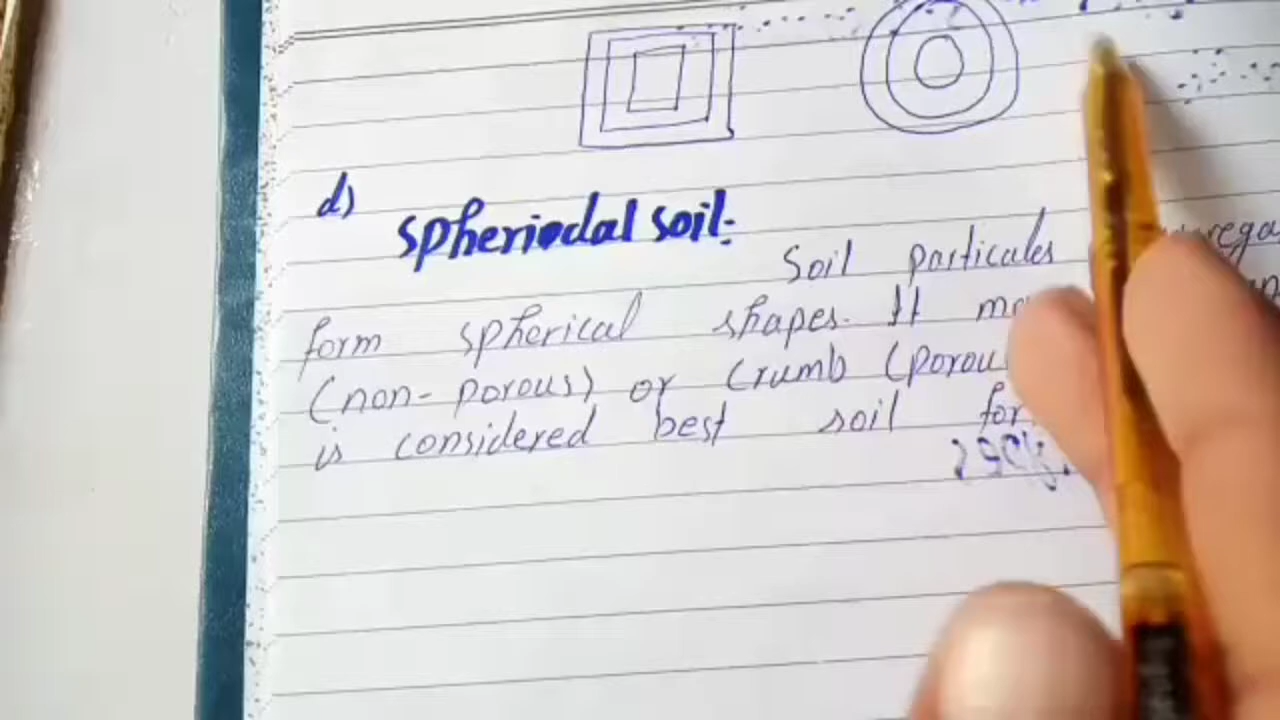 d)
spheriodal soil:
Soil particales
form spherical shapes. It
(non-porous) or Crumb
is considered best soil for